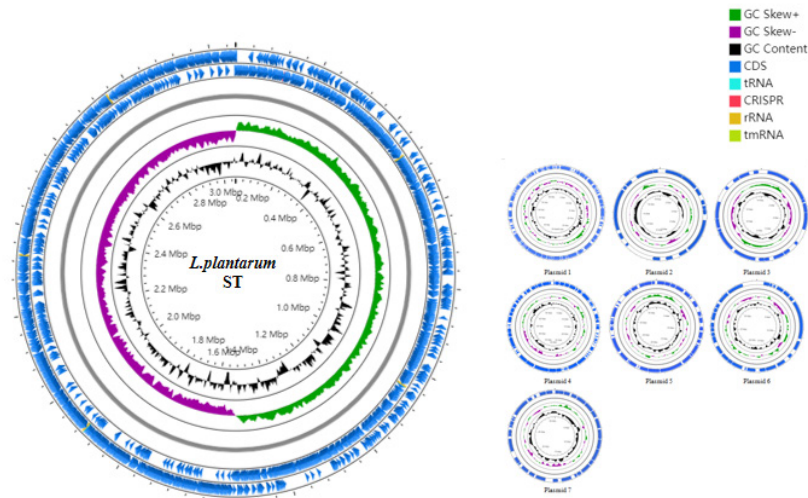 GC Skew+
GC Skew-
GC Content
CDS
tRNA
CRISPR
rRNA
tmRNA
3.0 Mbp
0.2 Mbp
2.8 Mbp
0.4 Mbp
2.6 Mbp
0.6 Mbp
2.4 Mbp
0.8 Mbp
2.2 Mbp
1.0 Mbp
2.0 Mbp
1.2 Mbp
1.8 Mbp
1.6 Mbp
1.4 Mbp
L.plantarum
ST
Plasmid 1
Plasmid 2
Plasmid 3
Plasmid 4
Plasmid 5
Plasmid 6
Plasmid 7